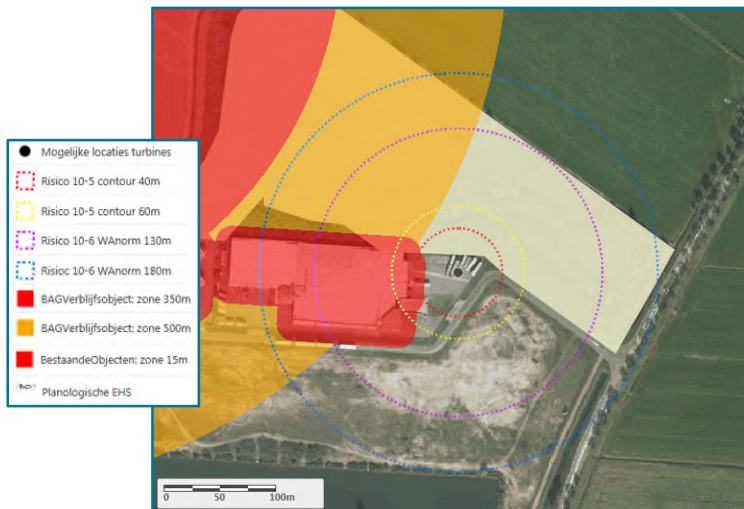 Mogelijke locaties turbines
Risico 10-5 contour 40m
Risico 10-5 contour 60m
Risico 10-6 WAnorm 130m
Risioc 10-6 WAnorm 180m
BAGVerblijfsobject: zone 350m
BAGVerblijfsobject: zone 500m
BestaandeObjecten: zone 15m
Planologische EHS
0 50 100m